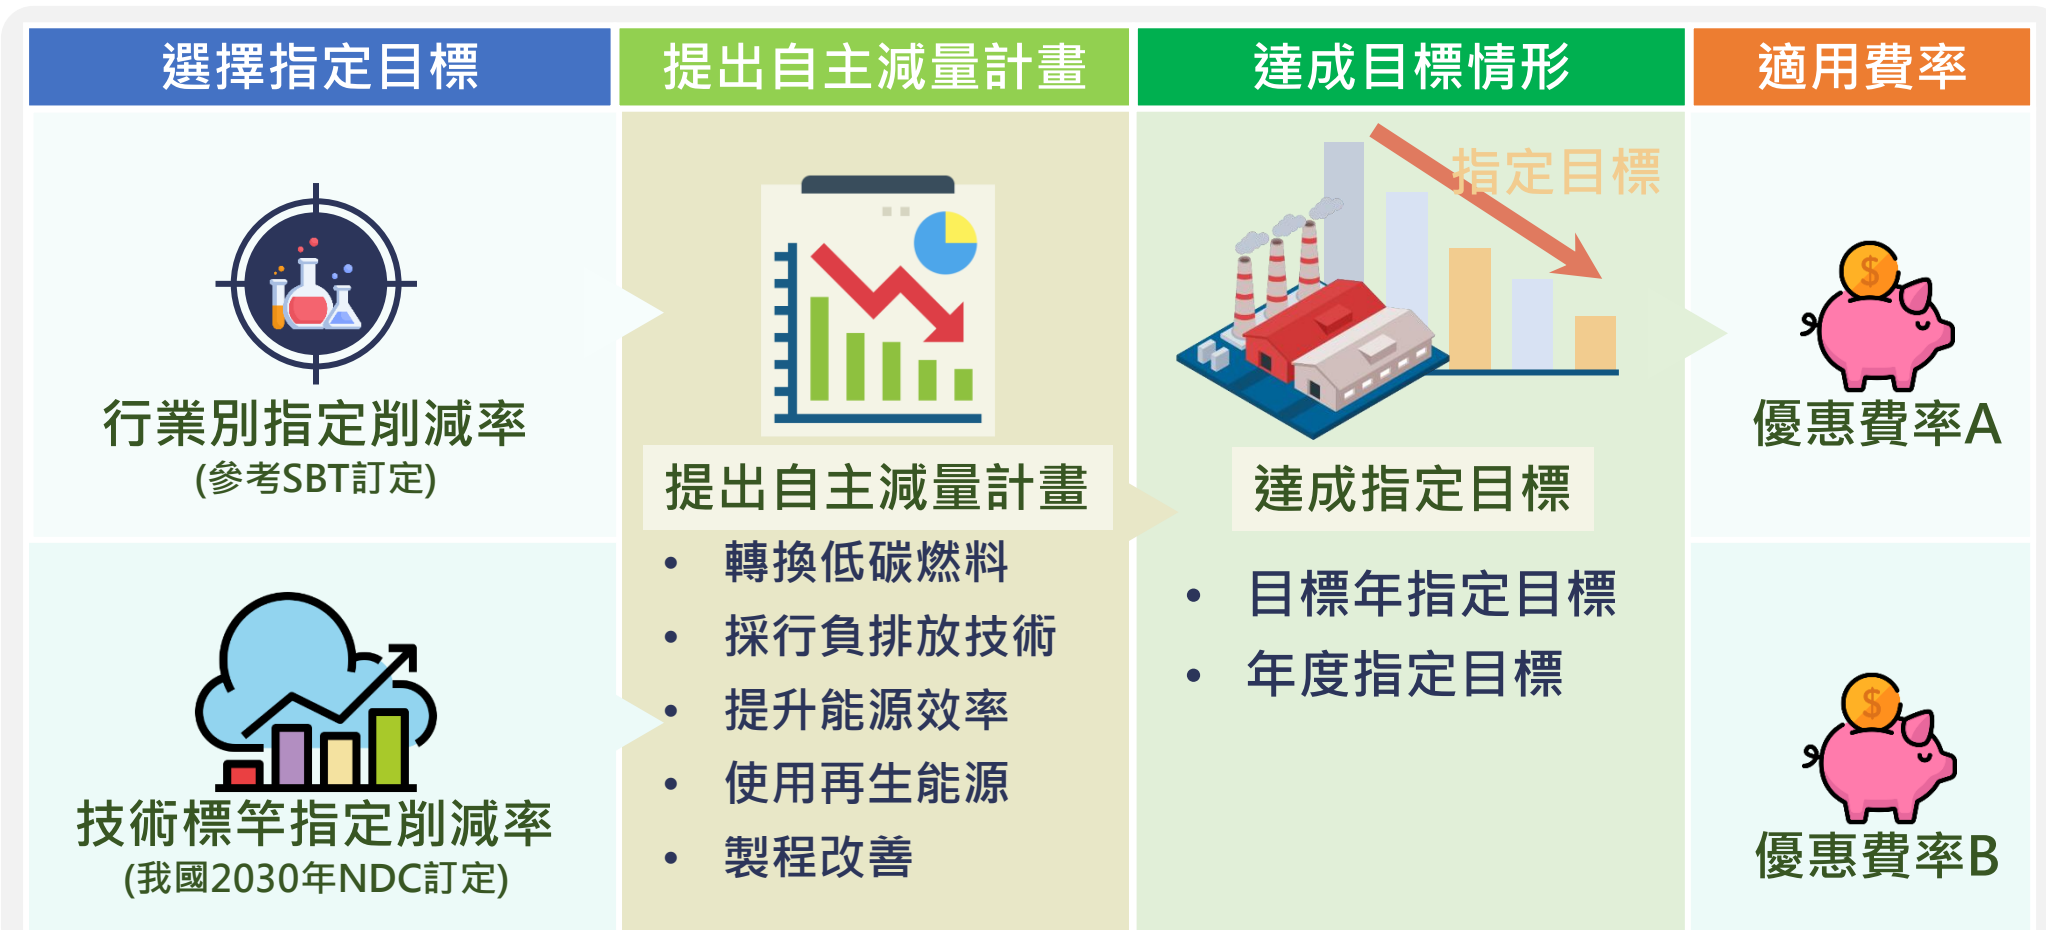 選擇指定目標
提出自主減量計畫
達成目標情形
適用費率
行業別指定削減率
(參考SBT訂定)
技術標竿指定削減率
(我國2030年NDC訂定)
提出自主減量計畫
• 轉換低碳燃料
• 採行負排放技術
• 提升能源效率
• 使用再生能源
• 製程改善
指定目標
達成指定目標
• 目標年指定目標
• 年度指定目標
$
優惠費率A
$
優惠費率B